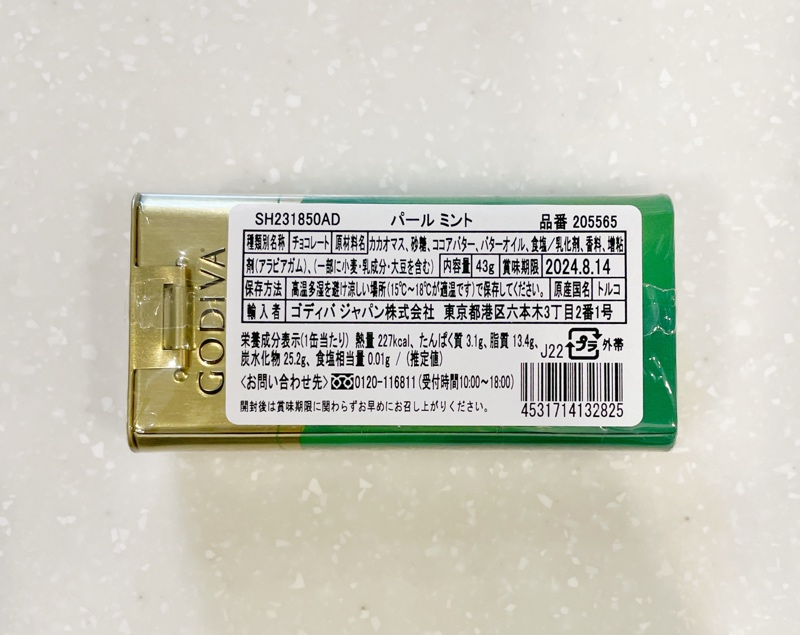 SH231850AD パール ミント 品番 205565
種類別名称 チョコレート 原材料名 カカオマス、砂糖、ココアバター、バターオイル、食塩/乳化剤、香料、増粘
剤(アラビアガム)、(一部に小麦・乳成分・大豆を含む) 内容量 43g 賞味期限 2024.8.14
保存方法 高温多湿を避け涼しい場所(15℃~18℃が適温です)で保存してください。 原産国名 トルコ
輸入者 ゴディバ ジャパン株式会社 東京都港区六本木3丁目2番1号
栄養成分表示(1缶当たり) 熱量 227kcal、たんぱく質 3.1g、脂質 13.4g、
炭水化物 25.2g、食塩相当量 0.01g / (推定値)
J22 プラ 外帯
<お問い合わせ先> 0120-116811(受付時間10:00~18:00)
開封後は賞味期限に関わらずお早めにお召し上がりください。
4531714132825
GODIVA